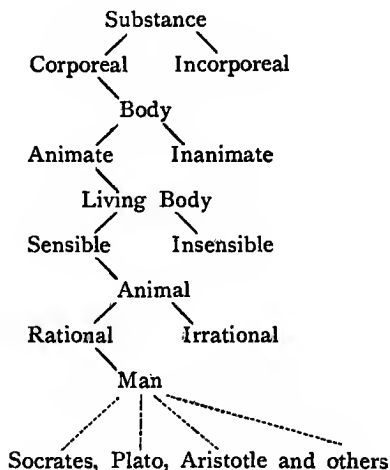 Substance
Corporeal Incorporeal
Body
Animate Inanimate
Living Body
Sensible Insensible
Animal
Rational Irrational
Man
Socrates, Plato, Aristotle and others